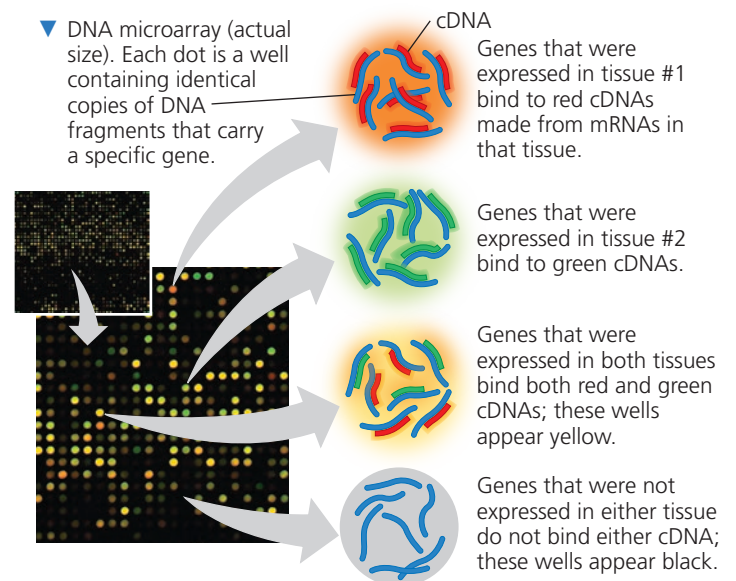 ▼ DNA microarray (actual
size). Each dot is a well
containing identical
copies of DNA
fragments that carry
a specific gene.
cDNA
Genes that were
expressed in tissue #1
bind to red cDNAs
made from mRNAs in
that tissue.
Genes that were
expressed in tissue #2
bind to green cDNAs.
Genes that were
expressed in both tissues
bind both red and green
cDNAs; these wells
appear yellow.
Genes that were not
expressed in either tissue
do not bind either cDNA;
these wells appear black.